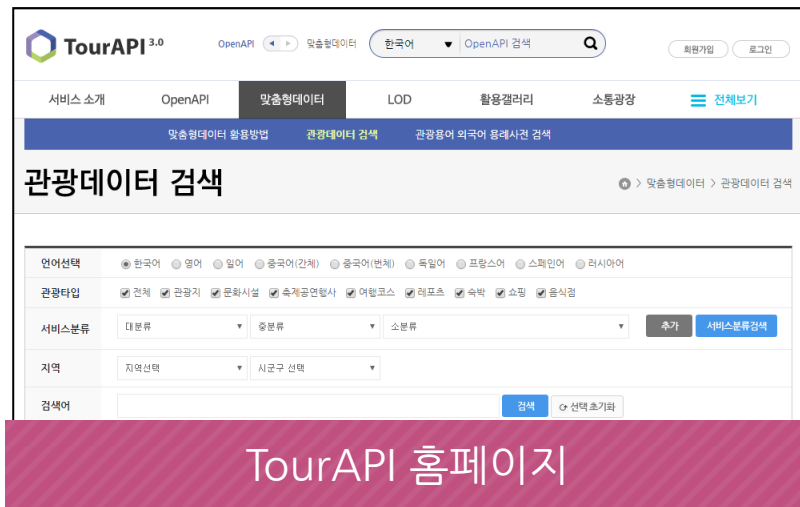 TourAPI 3.0 OpenAPI 맞춤형데이터 한국어 OpenAPI 검색 회원가입 로그인
서비스 소개 OpenAPI 맞춤형데이터 LOD 활용갤러리 소통광장 전체보기
맞춤형데이터 활용방법 관광데이터 검색 관광용어 외국어 용례사전 검색
관광데이터 검색 > 맞춤형데이터 > 관광데이터 검색
언어선택 한국어 영어 일어 중국어(간체) 중국어(번체) 독일어 프랑스어 스페인어 러시아어
관광타입 전체 관광지 문화시설 축제공연행사 여행코스 레포츠 숙박 쇼핑 음식점
서비스분류 대분류 중분류 소분류 추가 서비스분류검색
지역 지역선택 시군구 선택
검색어 검색 선택 초기화
TourAPI 홈페이지